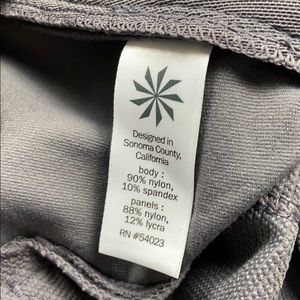 Designed in
Sonoma County,
California
body :
90% nylon,
10% spandex
panels :
88% nylon,
12% lycra
RN #54023